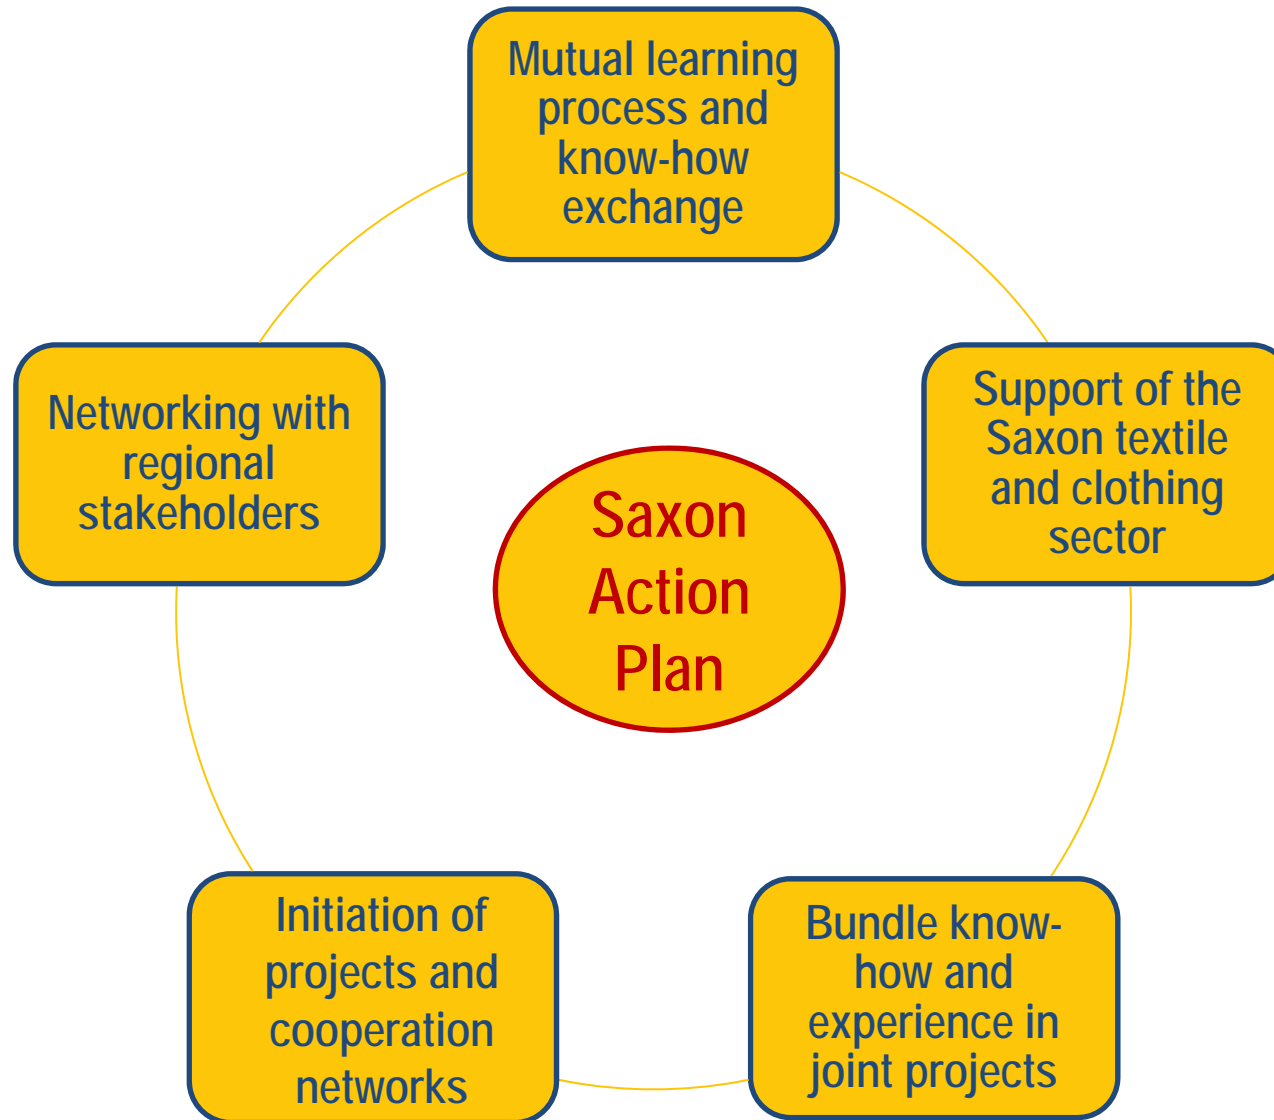 Mutual learning
process and
know-how
exchange
Networking with
regional
stakeholders
Support of the
Saxon textile
and clothing
sector
Saxon
Action
Plan
Initiation of
projects and
cooperation
networks
Bundle know-
how and
experience in
joint projects